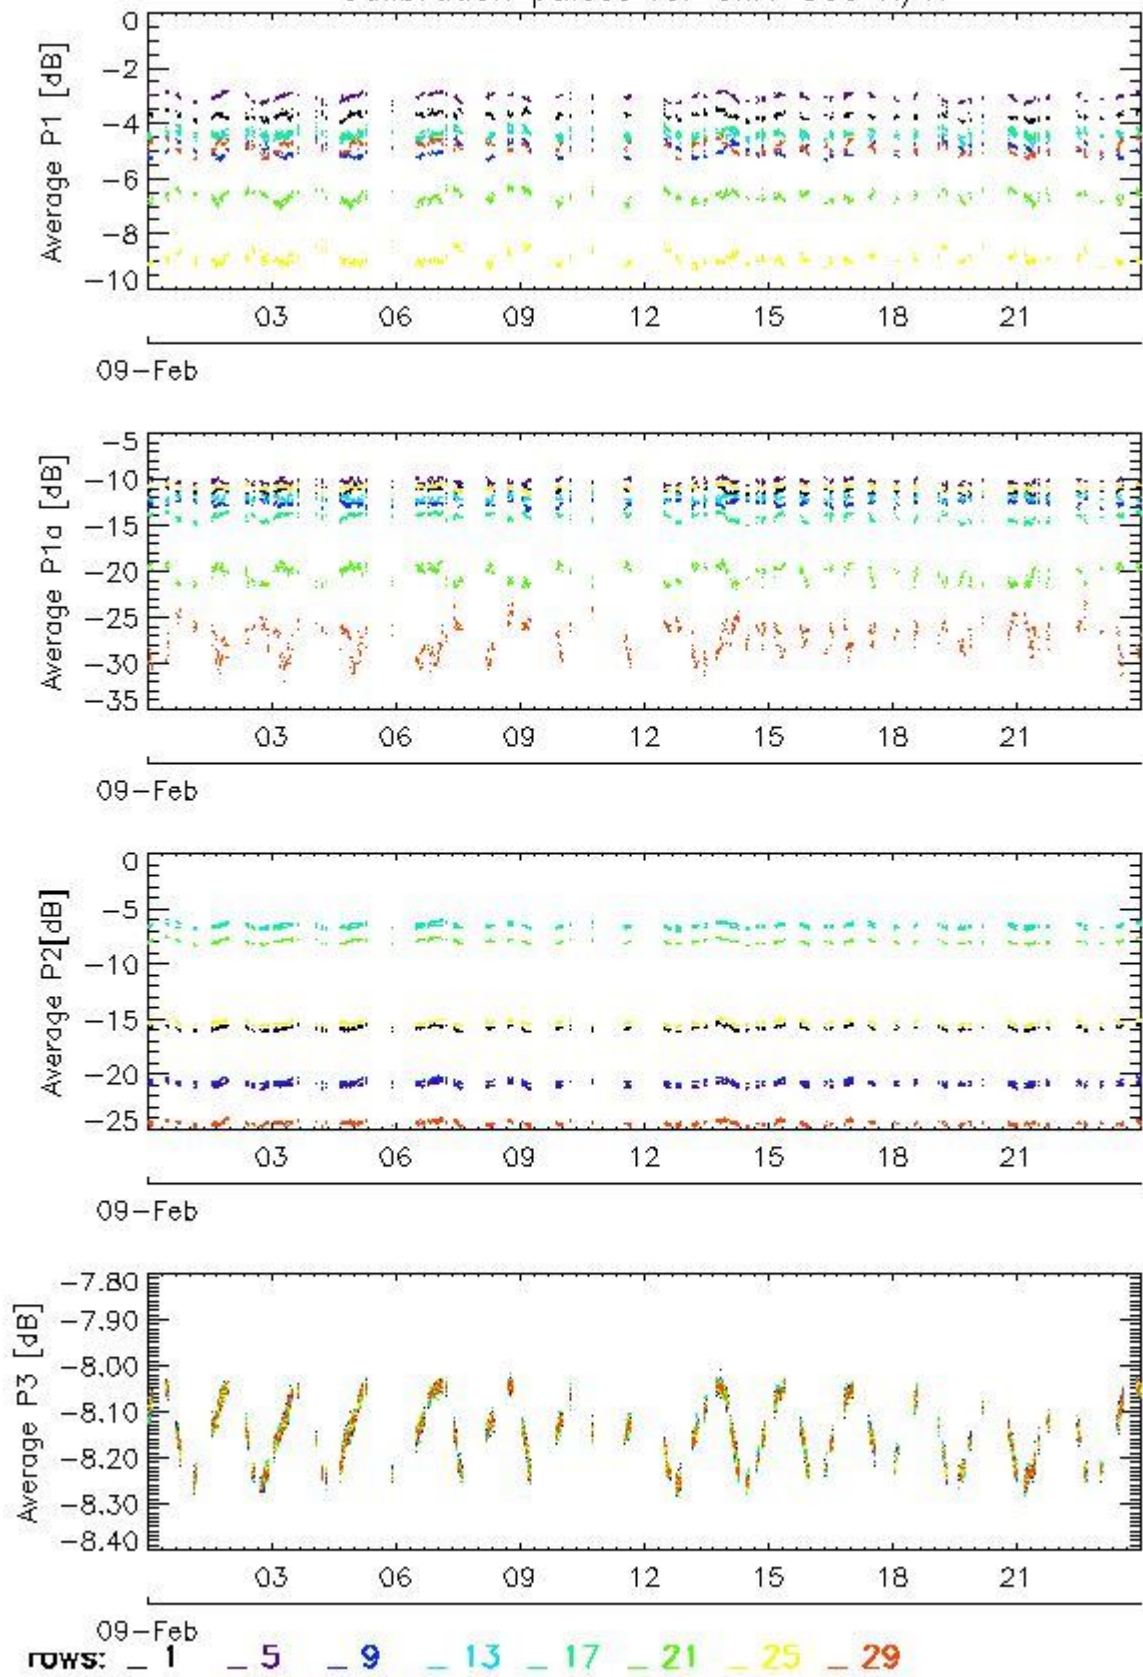 0
−2
−4
−6
−8
−10
Average P1 [dB]
03 06 09 12 15 18 21
09−Feb
−5
−10
−15
−20
−25
−30
−35
Average P1a [dB]
03 06 09 12 15 18 21
09−Feb
0
−5
−10
−15
−20
−25
Average P2[dB]
03 06 09 12 15 18 21
09−Feb
−7.80
−7.90
−8.00
−8.10
−8.20
−8.30
−8.40
Average P3 [dB]
03 06 09 12 15 18 21
09−Feb
rows: _ 1 _ 5 _ 9 _ 13 _ 17 _ 21 _ 25 _ 29